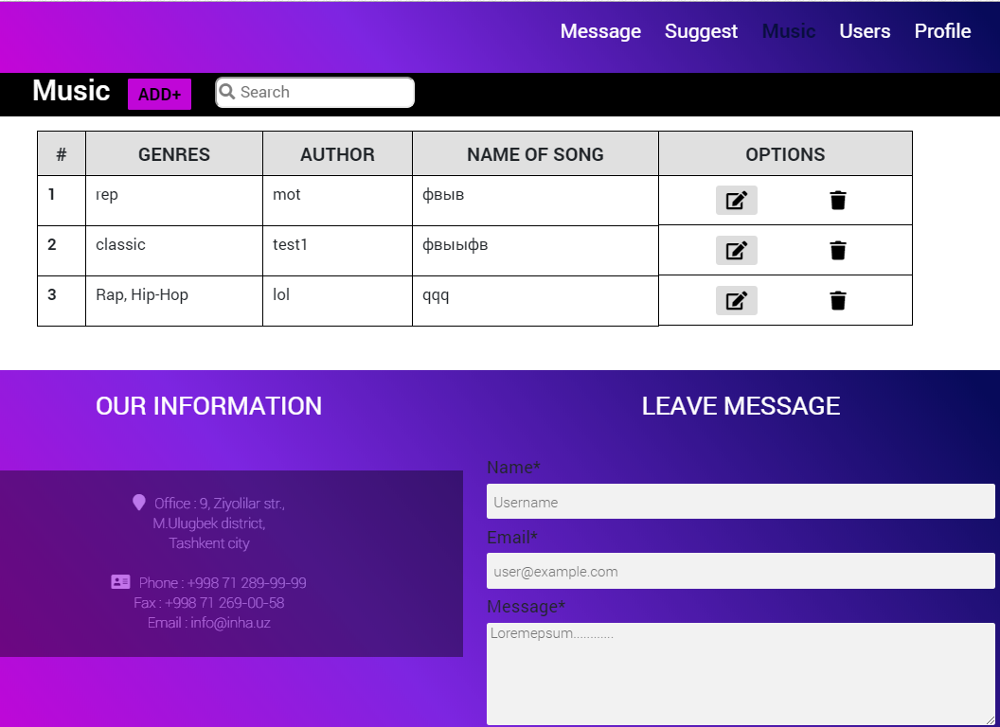 Message Suggest Music Users Profile
Music ADD+ Search
# GENRES AUTHOR NAME OF SONG OPTIONS
1 rep mot фвыв
2 classic test1 фвыыфв
3 Rap, Hip-Hop lol qqq
OUR INFORMATION
Office : 9, Ziyolilar str.,
M.Ulugbek district,
Tashkent city
Phone : +998 71 289-99-99
Fax : +998 71 269-00-58
Email : info@inha.uz
LEAVE MESSAGE
Name*
Username
Email*
user@example.com
Message*
Loremepsum............